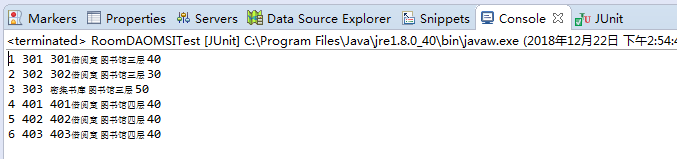 Markers Properties Servers Data Source Explorer Snippets Console JUnit
<terminated> RoomDAOMSITest [JUnit] C:\Program Files\Java\jre1.8.0_40\bin\javaw.exe (2018年12月22日 下午2:54:4
1 301 301借阅室 图书馆三层 40
2 302 302借阅室 图书馆三层 30
3 303 密集书库 图书馆三层 50
4 401 401借阅室 图书馆四层 40
5 402 402借阅室 图书馆四层 40
6 403 403借阅室 图书馆四层 40